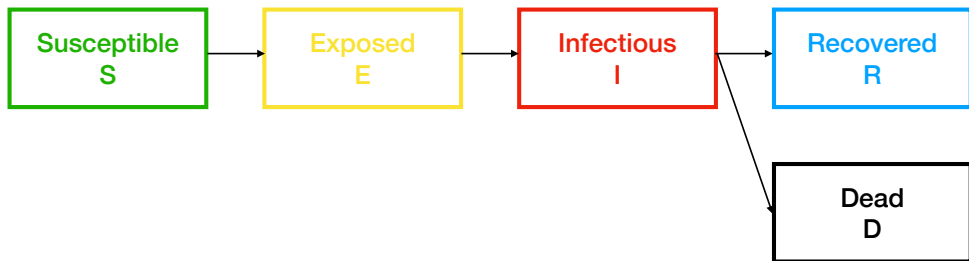 Susceptible
S
Exposed
E
Infectious
I
Recovered
R
Dead
D